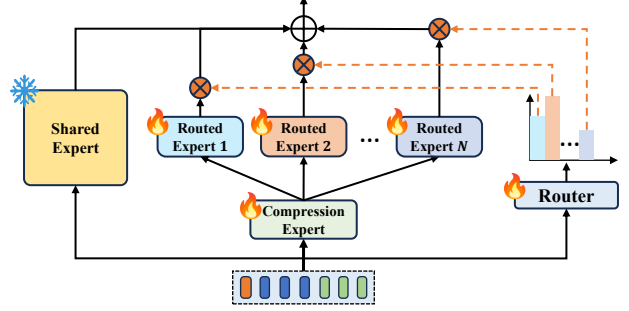 Shared
Expert
Routed
Expert 1
Routed
Expert 2
...
Routed
Expert N
...
Compression
Expert
Router